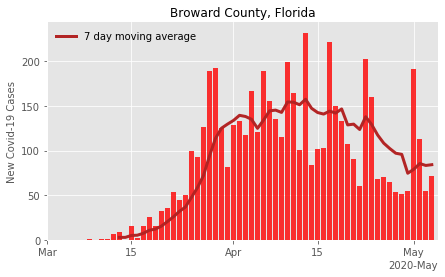 Broward County, Florida
7 day moving average
New Covid-19 Cases
200
150
100
50
0
Mar
15
Apr
15
May
2020-May